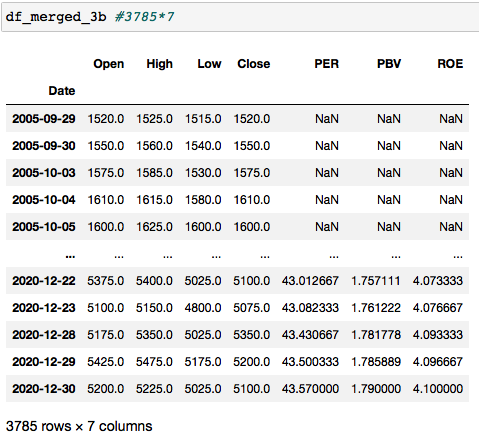 df_merged_3b #3785*7
Open High Low Close PER PBV ROE
Date
2005-09-29 1520.0 1525.0 1515.0 1520.0 NaN NaN NaN
2005-09-30 1550.0 1560.0 1540.0 1550.0 NaN NaN NaN
2005-10-03 1575.0 1585.0 1530.0 1575.0 NaN NaN NaN
2005-10-04 1610.0 1615.0 1580.0 1610.0 NaN NaN NaN
2005-10-05 1600.0 1625.0 1600.0 1600.0 NaN NaN NaN
... ... ... ... ... ... ... ...
2020-12-22 5375.0 5400.0 5025.0 5100.0 43.012667 1.757111 4.073333
2020-12-23 5100.0 5150.0 4800.0 5075.0 43.082333 1.761222 4.076667
2020-12-28 5175.0 5350.0 5025.0 5350.0 43.430667 1.781778 4.093333
2020-12-29 5425.0 5475.0 5175.0 5200.0 43.500333 1.785889 4.096667
2020-12-30 5200.0 5225.0 5025.0 5100.0 43.570000 1.790000 4.100000
3785 rows × 7 columns